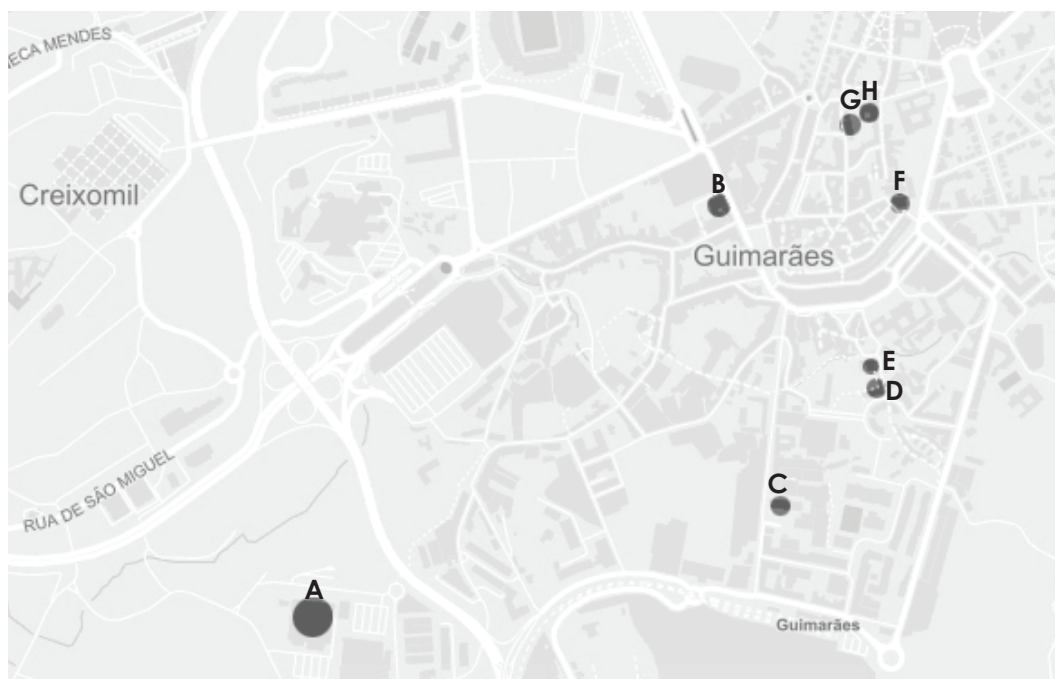 ECA MENDES
H
G
Creixomil
B
F
Guimarães
E
D
RUA DE SÃO MIGUEL
C
A
Guimarães